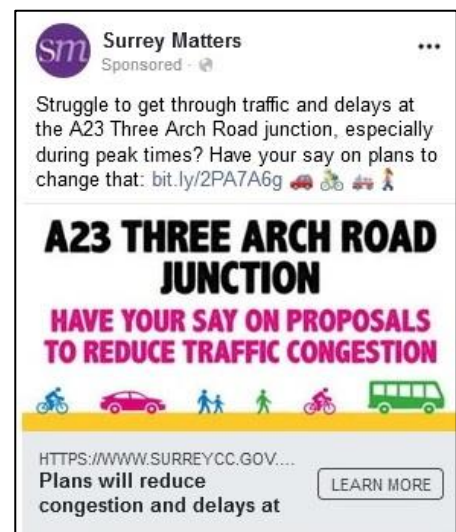 sm
Surrey Matters
Sponsored ·
Struggle to get through traffic and delays at
the A23 Three Arch Road junction, especially
during peak times? Have your say on plans to
change that: bit.ly/2PA7A6g
A23 THREE ARCH ROAD
JUNCTION
HAVE YOUR SAY ON PROPOSALS
TO REDUCE TRAFFIC CONGESTION
HTTPS://WWW.SURREYCC.GOV....
Plans will reduce
congestion and delays at
LEARN MORE